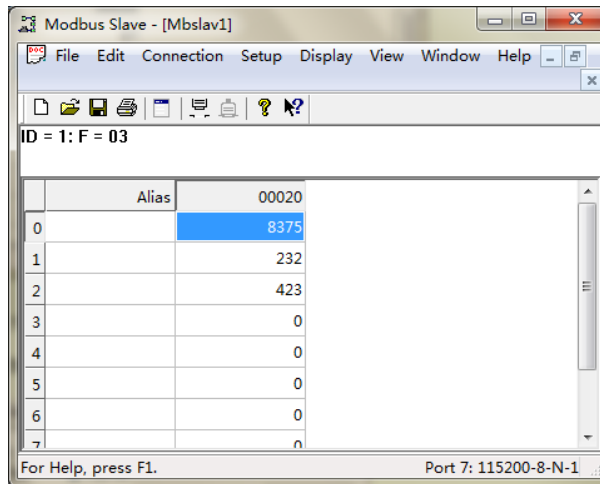 Modbus Slave - [Mbslav1]
File Edit Connection Setup Display View Window Help
ID = 1: F = 03
Alias 00020
0 8375
1 232
2 423
3 0
4 0
5 0
6 0
7 0
For Help, press F1. Port 7: 115200-8-N-1